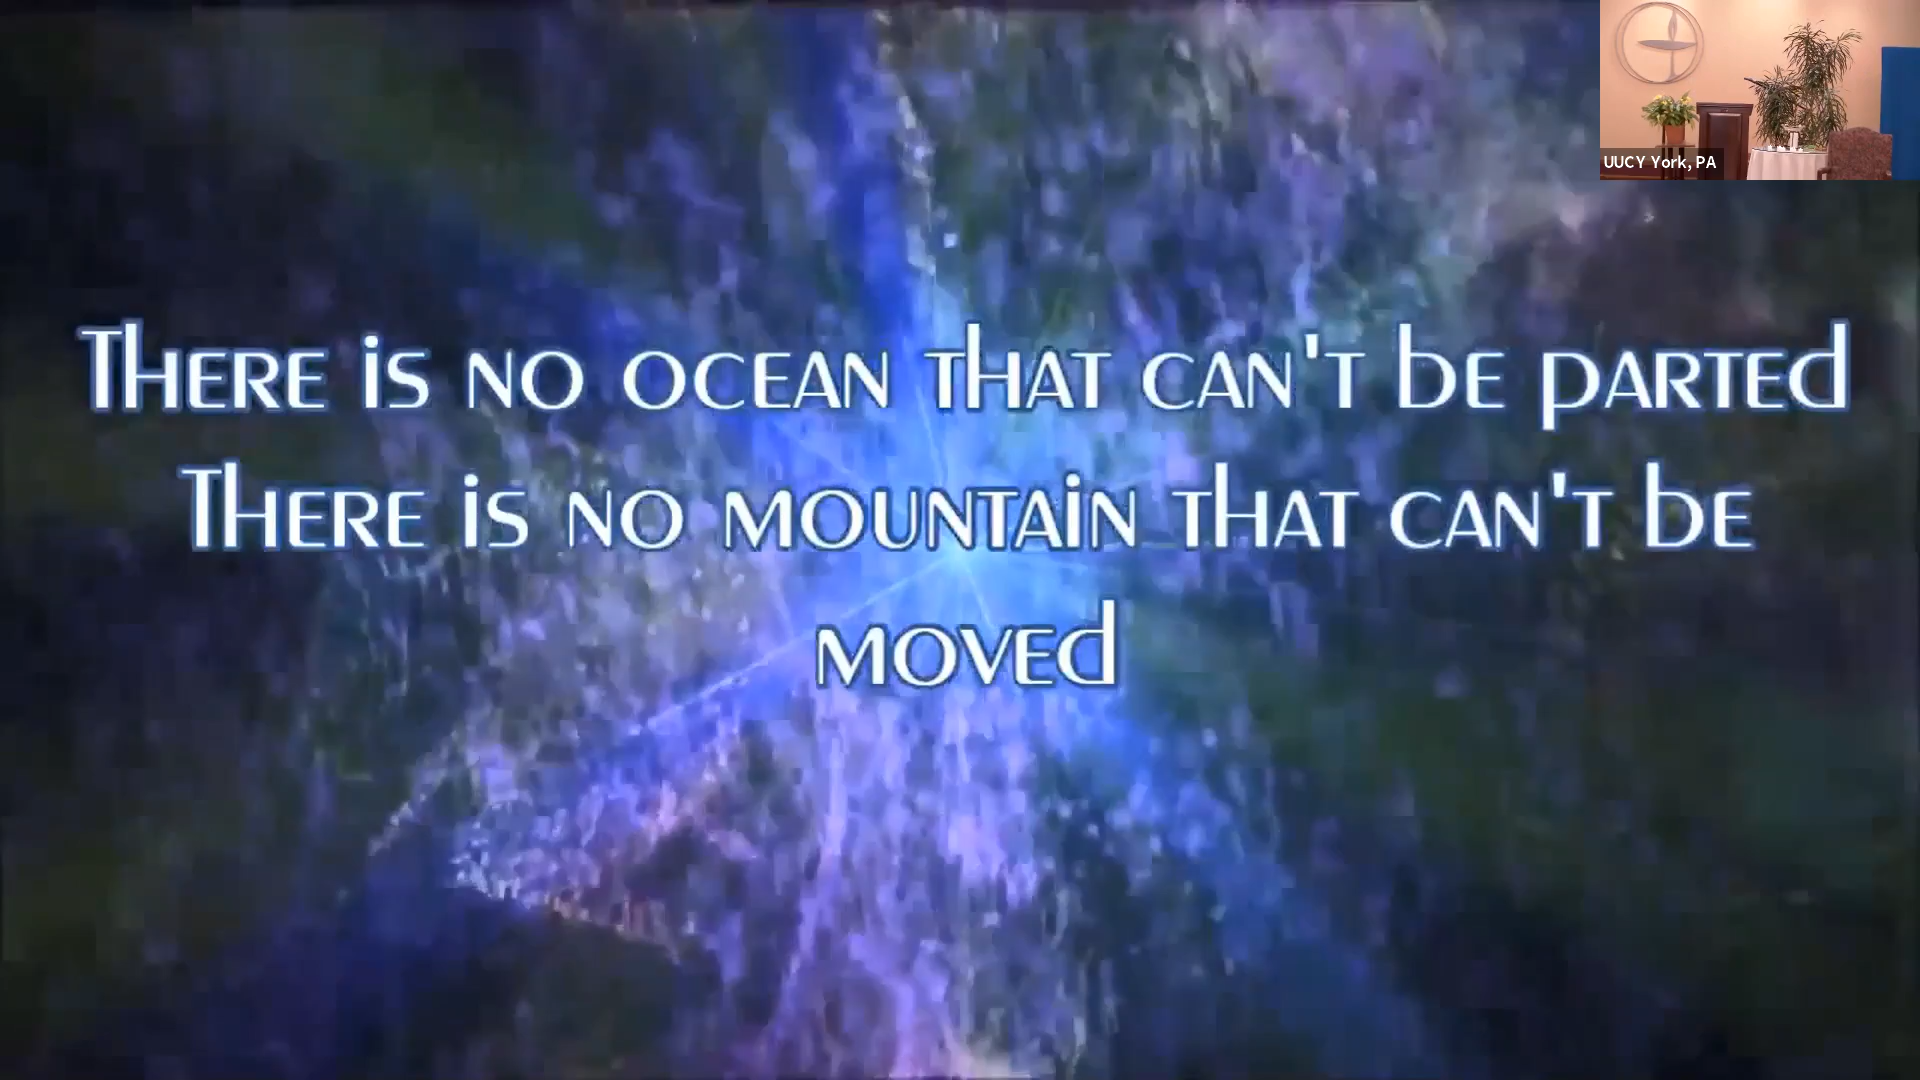 There is no ocean that can't be parted
There is no mountain that can't be
moved
UUCY York, PA